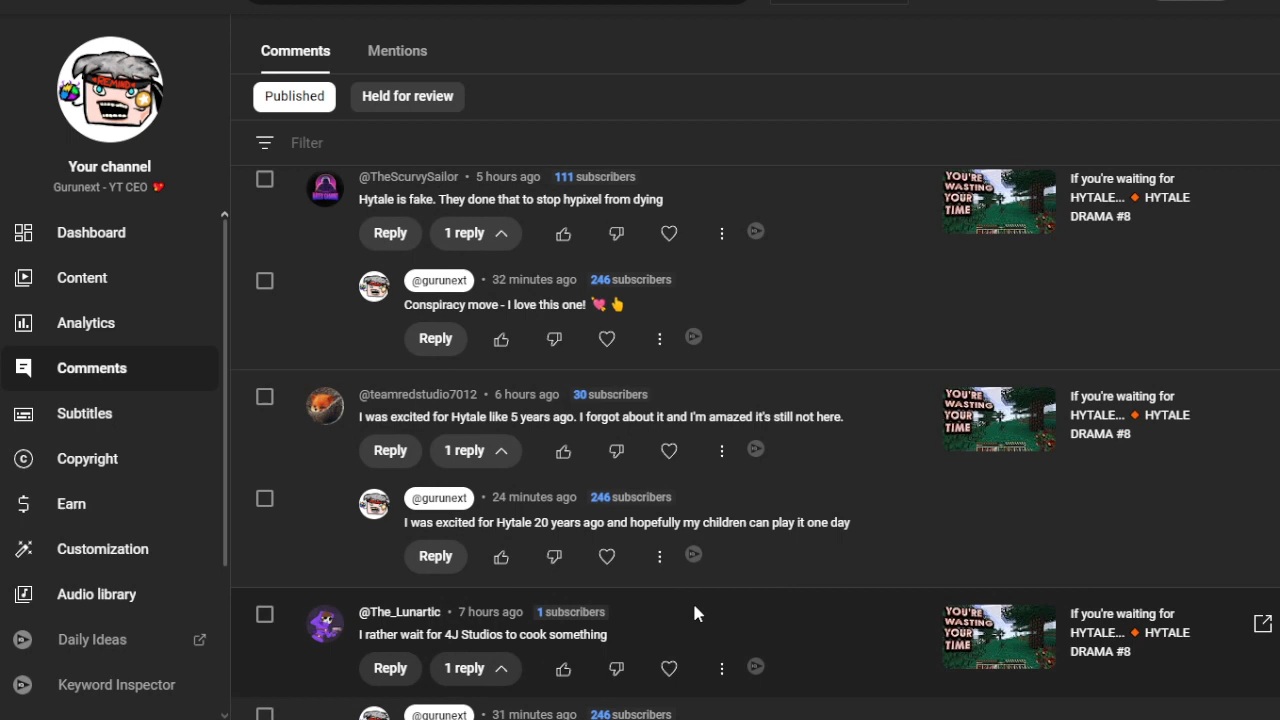 Comments
Mentions
REMIND
Published
Held for review
Your channel
Gurunext - YT CEO
Filter
@TheScurvySailor • 5 hours ago 111 subscribers
Hytale is fake. They done that to stop hypixel from dying
Reply
1 reply
YOU'RE WASTING YOUR TIME
If you're waiting for
HYTALE... 🔸 HYTALE
DRAMA #8
Dashboard
Content
Analytics
Comments
Subtitles
Copyright
Earn
Customization
Audio library
Daily Ideas
Keyword Inspector
@gurunext • 32 minutes ago 246 subscribers
Conspiracy move - I love this one! 💘 👆
Reply
@teamredstudio7012 • 6 hours ago 30 subscribers
I was excited for Hytale like 5 years ago. I forgot about it and I'm amazed it's still not here.
Reply
1 reply
YOU'RE WASTING YOUR TIME
If you're waiting for
HYTALE... 🔸 HYTALE
DRAMA #8
@gurunext • 24 minutes ago 246 subscribers
I was excited for Hytale 20 years ago and hopefully my children can play it one day
Reply
@The_Lunartic • 7 hours ago 1 subscribers
I rather wait for 4J Studios to cook something
Reply
1 reply
YOU'RE WASTING YOUR TIME
If you're waiting for
HYTALE... 🔸 HYTALE
DRAMA #8
@gurunext • 31 minutes ago 246 subscribers